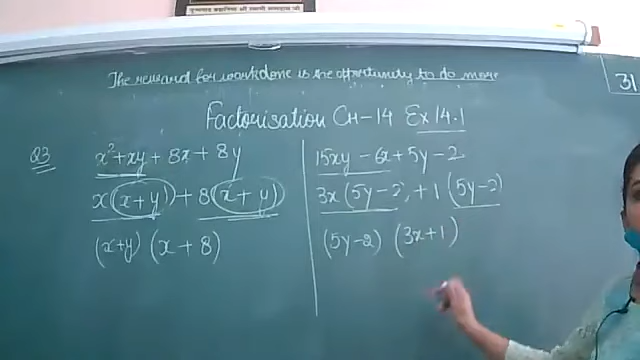 The reward for work done is the opportunity to do more
31
Factorisation CH-14 Ex 14.1
Q3
x²+xy + 8x + 8y
x(x+y) + 8(x+y)
(x+y) (x + 8)
15xy - 6x + 5y - 2
3x (5y-2) + 1 (5y-2)
(5y-2) (3x+1)